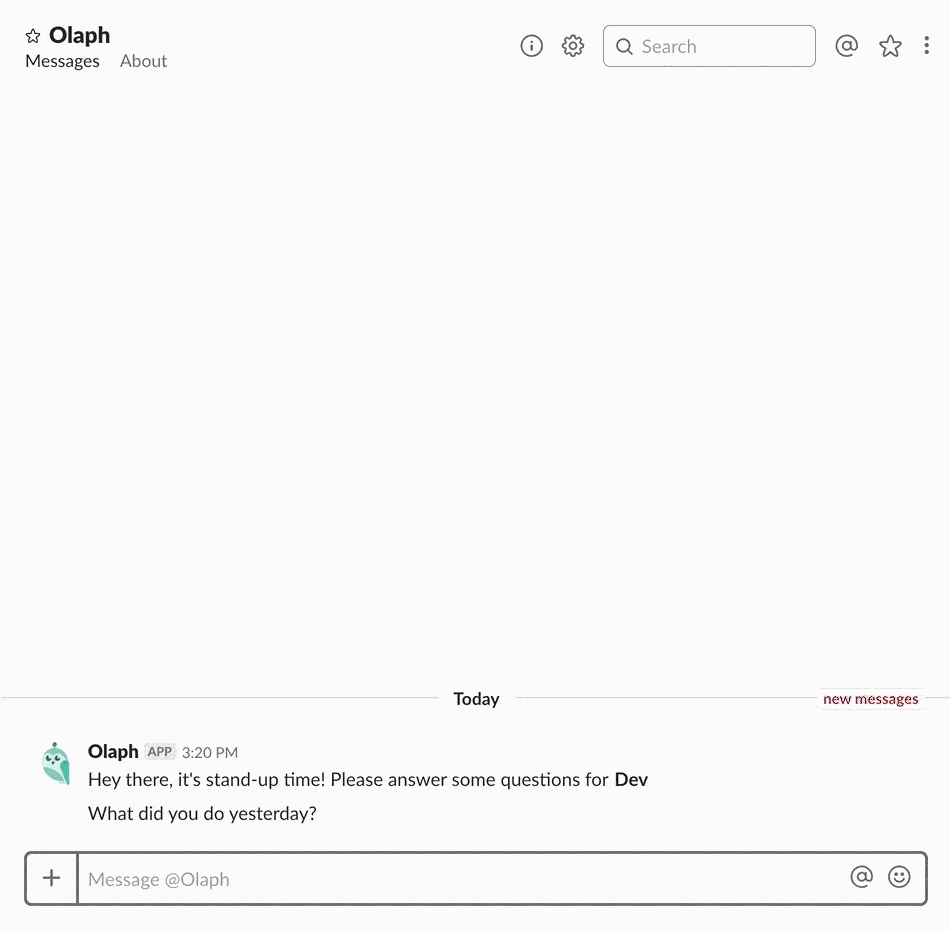 Olaph
Messages About
Search
Today
new messages
Olaph APP 3:20 PM
Hey there, it's stand-up time! Please answer some questions for Dev
What did you do yesterday?
Message @Olaph